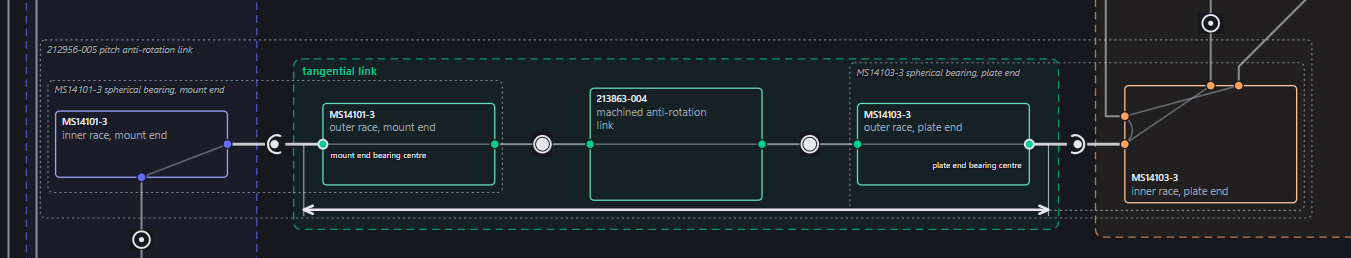 212956-005 pitch anti-rotation link
tangential link
MS14101-3 spherical bearing, mount end
MS14103-3 spherical bearing, plate end
MS14101-3
inner race, mount end
MS14101-3
outer race, mount end
mount end bearing centre
213863-004
machined anti-rotation
link
MS14103-3
outer race, plate end
plate end bearing centre
MS14103-3
inner race, plate end